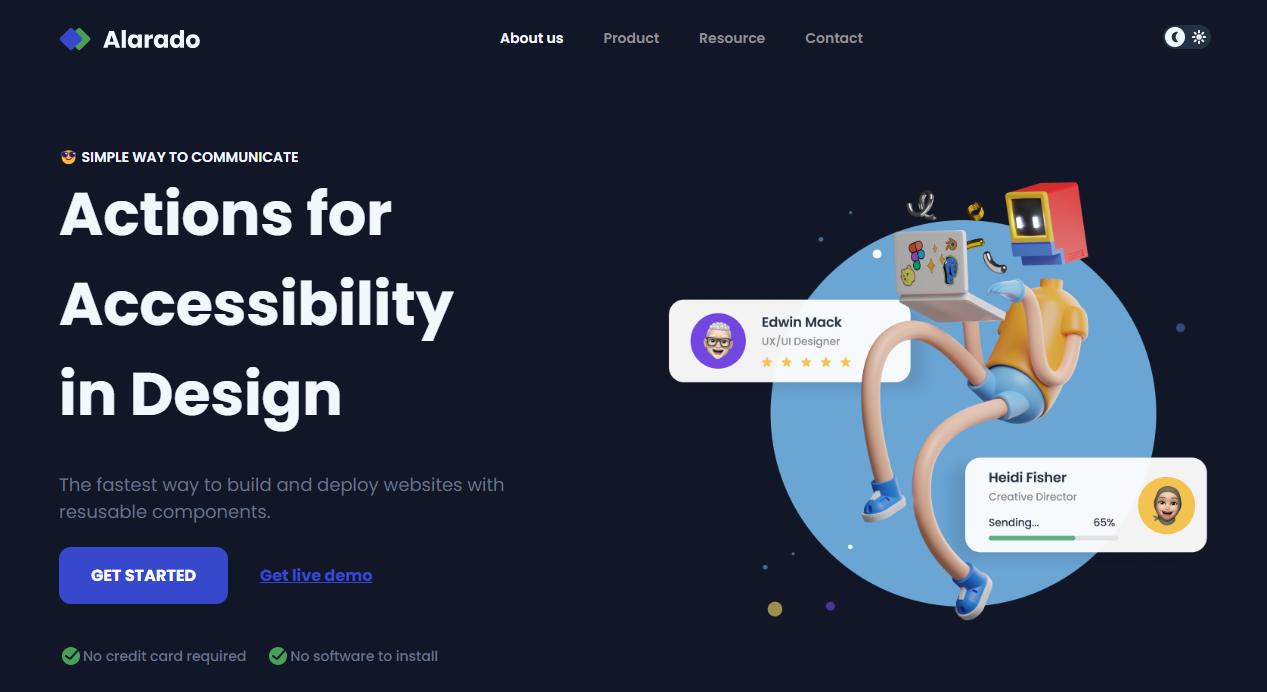 Alarado
About us
Product
Resource
Contact
SIMPLE WAY TO COMMUNICATE
Actions for
Accessibility
in Design
The fastest way to build and deploy websites with
resusable components.
GET STARTED
Get live demo
No credit card required
No software to install
Edwin Mack
UX/UI Designer
Heidi Fisher
Creative Director
Sending...
65%